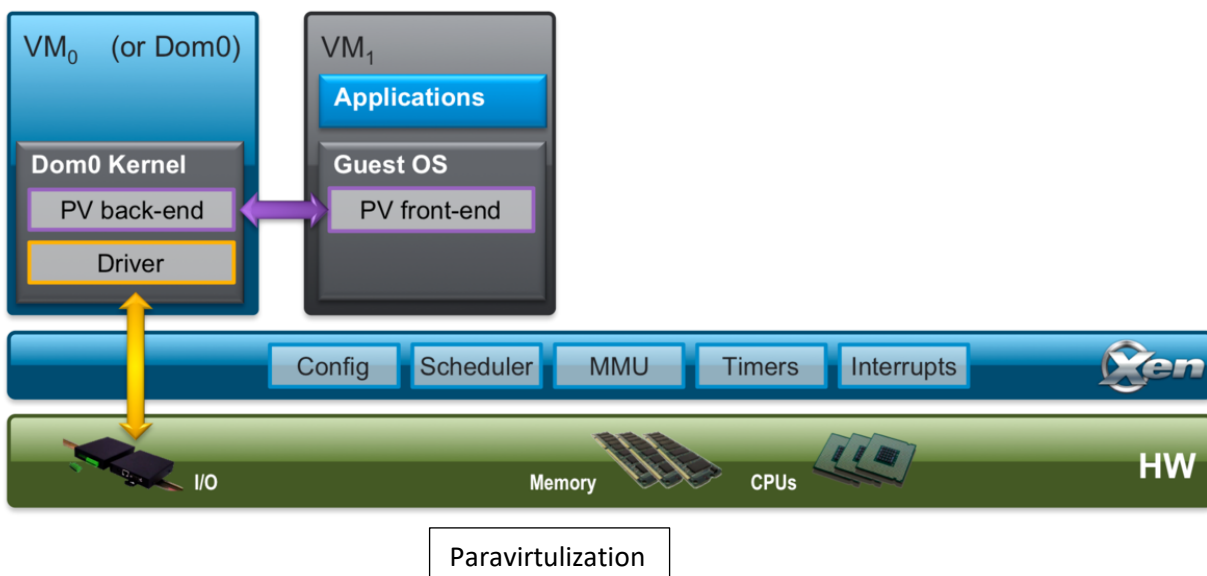 VM0 (or Dom0)
VM1
Applications
Dom0 Kernel
Guest OS
PV back-end
PV front-end
Driver
Config Scheduler MMU Timers Interrupts Xen
I/O Memory CPUs HW
Paravirtulization